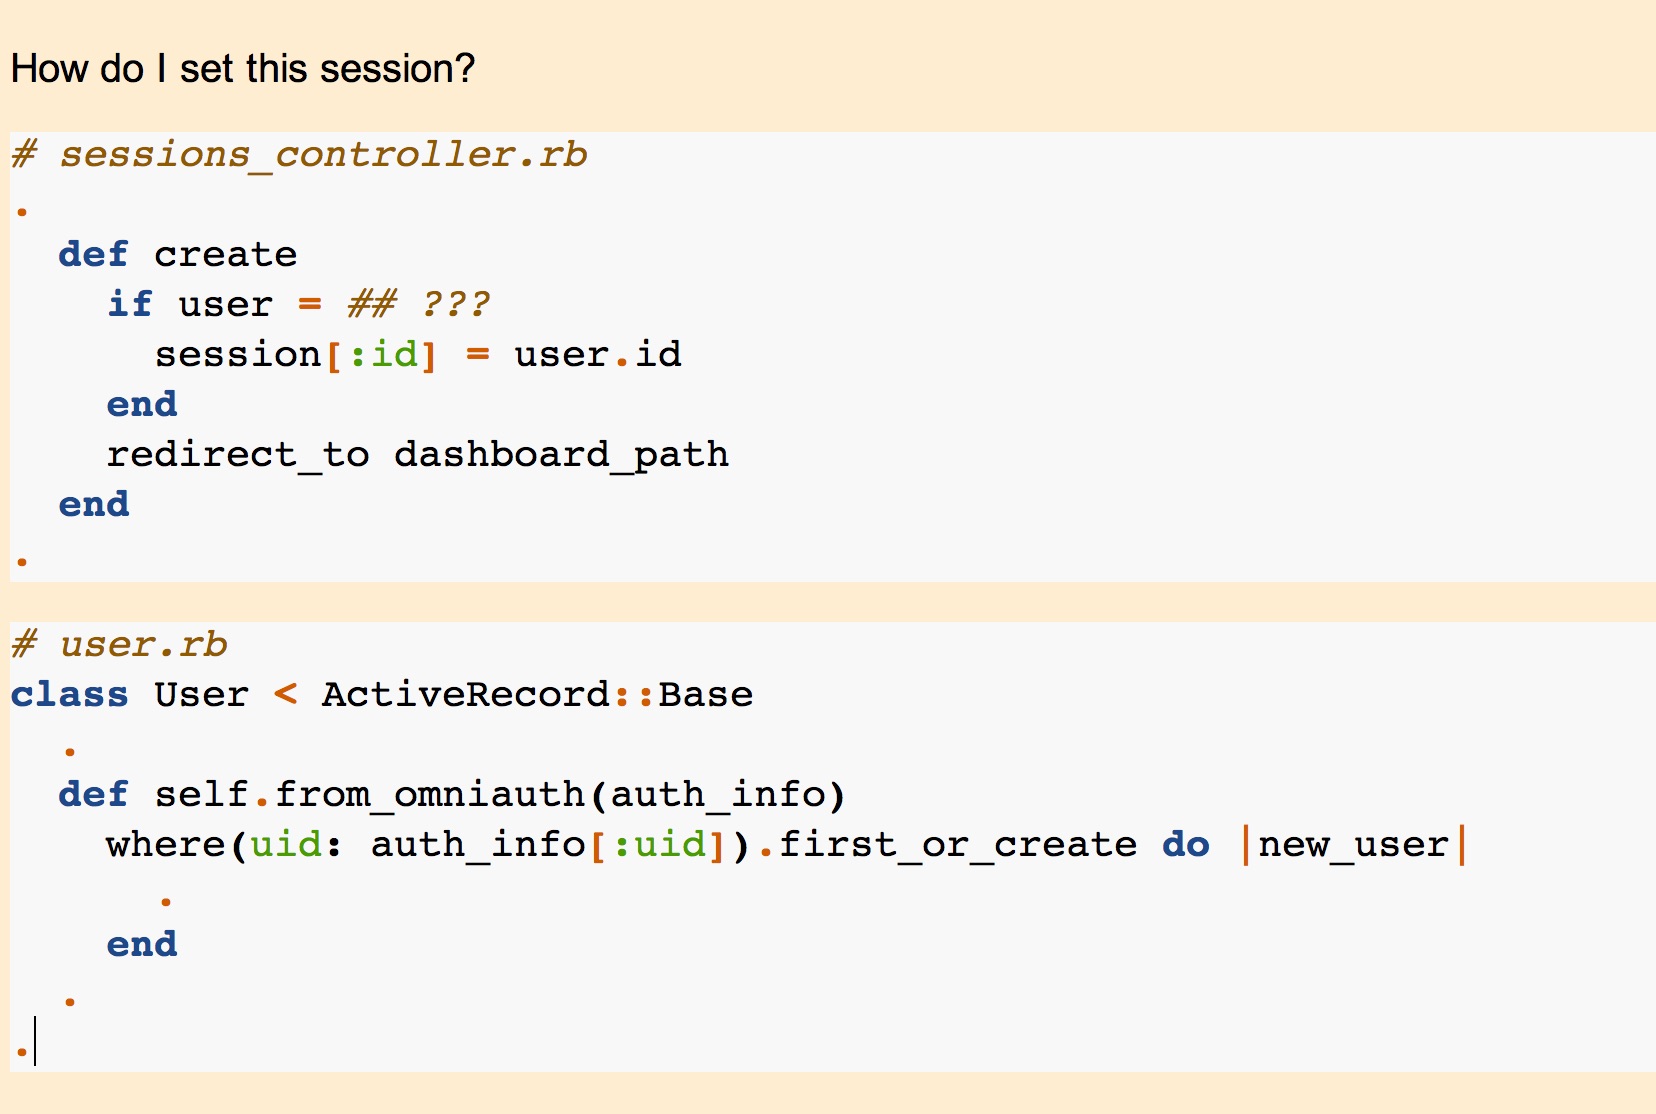 How do I set this session?
# sessions_controller.rb
.
def create
if user = ## ???
session[:id] = user.id
end
redirect_to dashboard_path
end
.
# user.rb
class User < ActiveRecord::Base
.
def self.from_omniauth(auth_info)
where(uid: auth_info[:uid]).first_or_create do |new_user|
.
end
.
.